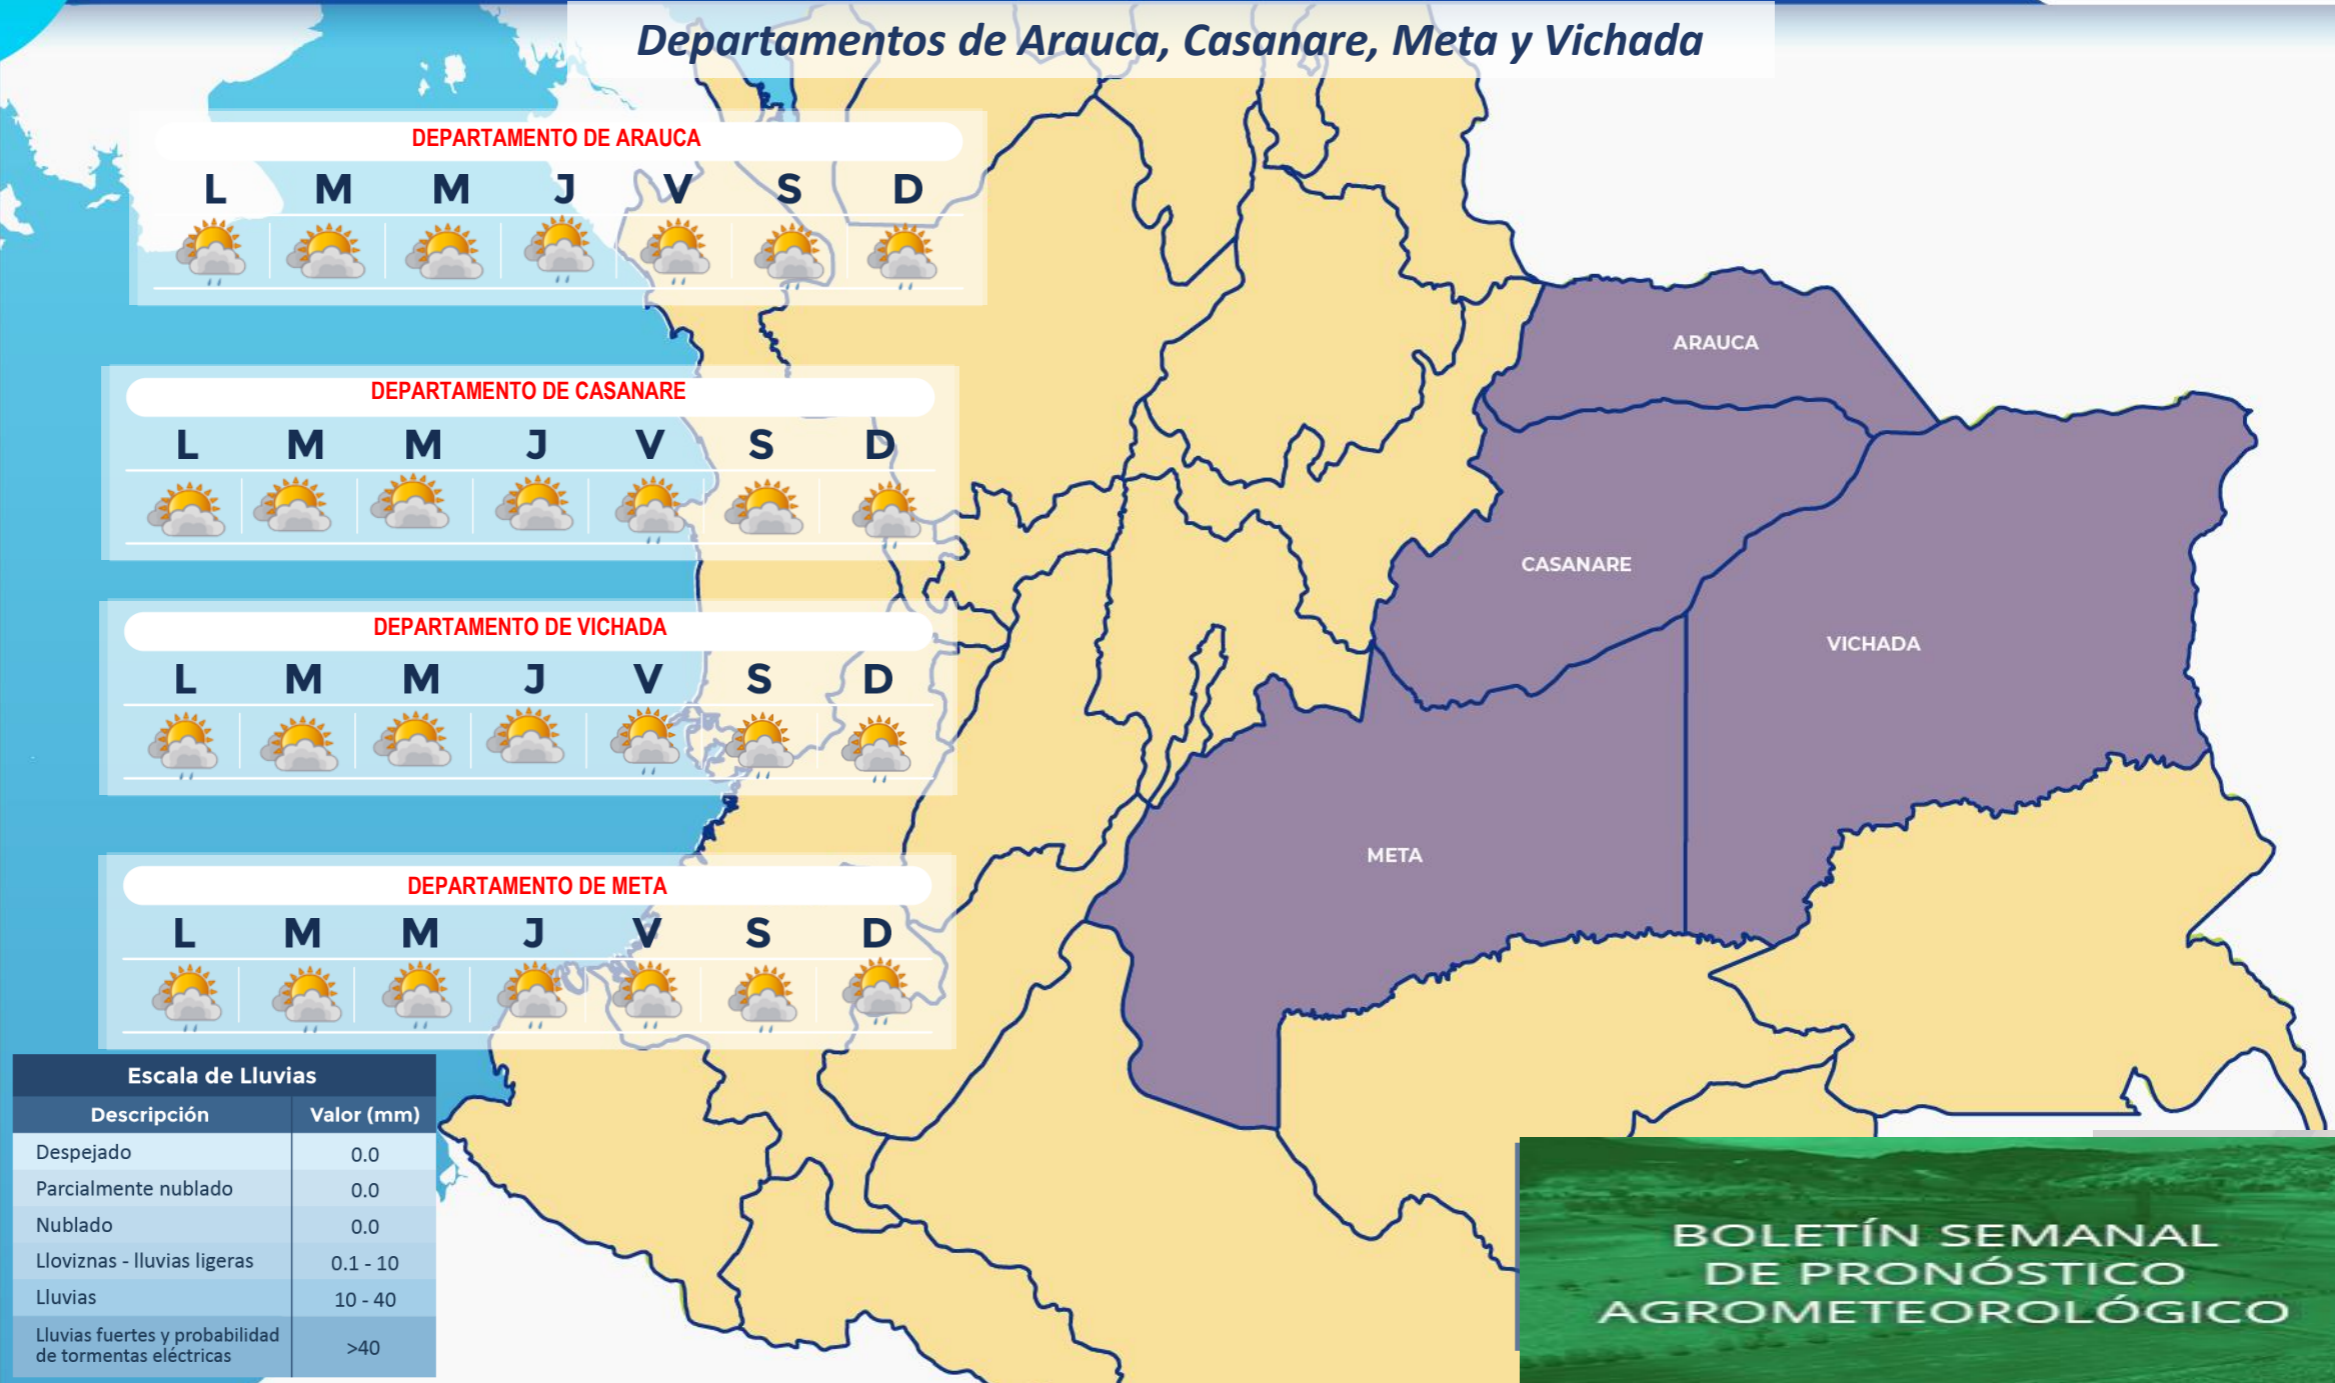 Departamentos de Arauca, Casanare, Meta y Vichada
DEPARTAMENTO DE ARAUCA
L M M J V S D
DEPARTAMENTO DE CASANARE
L M M J V S D
DEPARTAMENTO DE VICHADA
L M M J V S D
DEPARTAMENTO DE META
L M M J V S D
ARAUCA
CASANARE
VICHADA
META
Escala de Lluvias
Descripción Valor (mm)
Despejado 0.0
Parcialmente nublado 0.0
Nublado 0.0
Lloviznas - lluvias ligeras 0.1 - 10
Lluvias 10 - 40
Lluvias fuertes y probabilidad
de tormentas eléctricas >40
BOLETÍN SEMANAL
DE PRONÓSTICO
AGROMETEOROLÓGICO